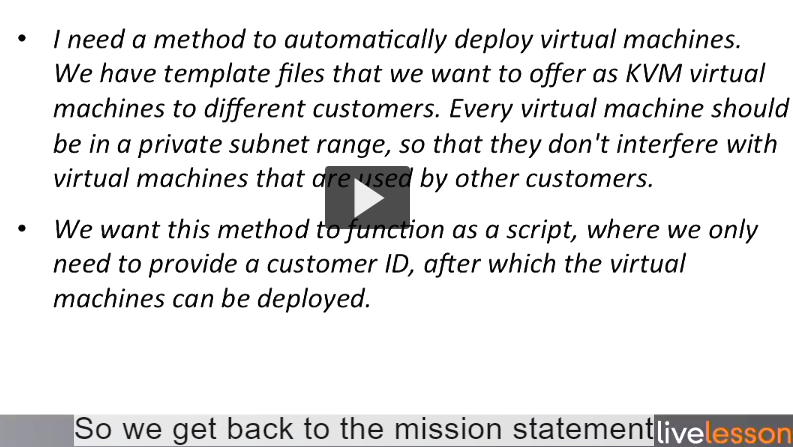 • I need a method to automatically deploy virtual machines.
We have template files that we want to offer as KVM virtual
machines to different customers. Every virtual machine should
be in a private subnet range, so that they don't interfere with
virtual machines that are used by other customers.
• We want this method to function as a script, where we only
need to provide a customer ID, after which the virtual
machines can be deployed.
So we get back to the mission statement
livelesson